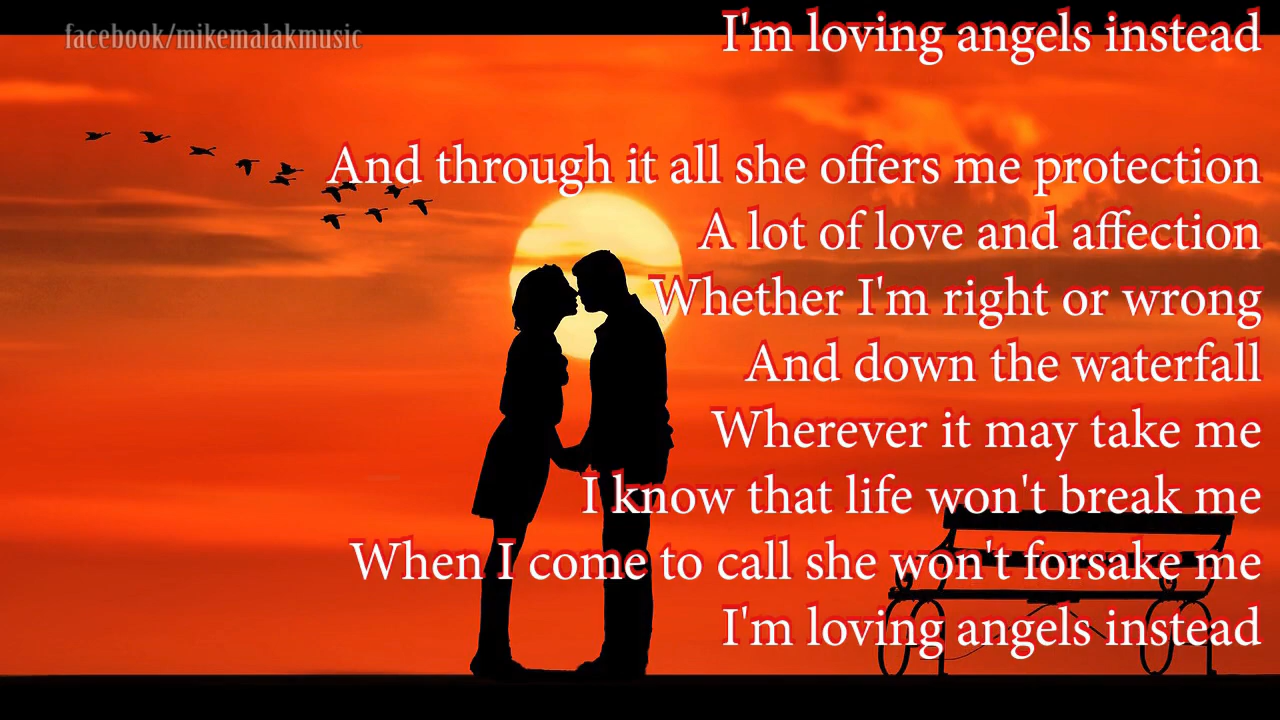 facebook/mikemalakmusic
I'm loving angels instead
And through it all she offers me protection
A lot of love and affection
Whether I'm right or wrong
And down the waterfall
Wherever it may take me
I know that life won't break me
When I come to call she won't forsake me
I'm loving angels instead